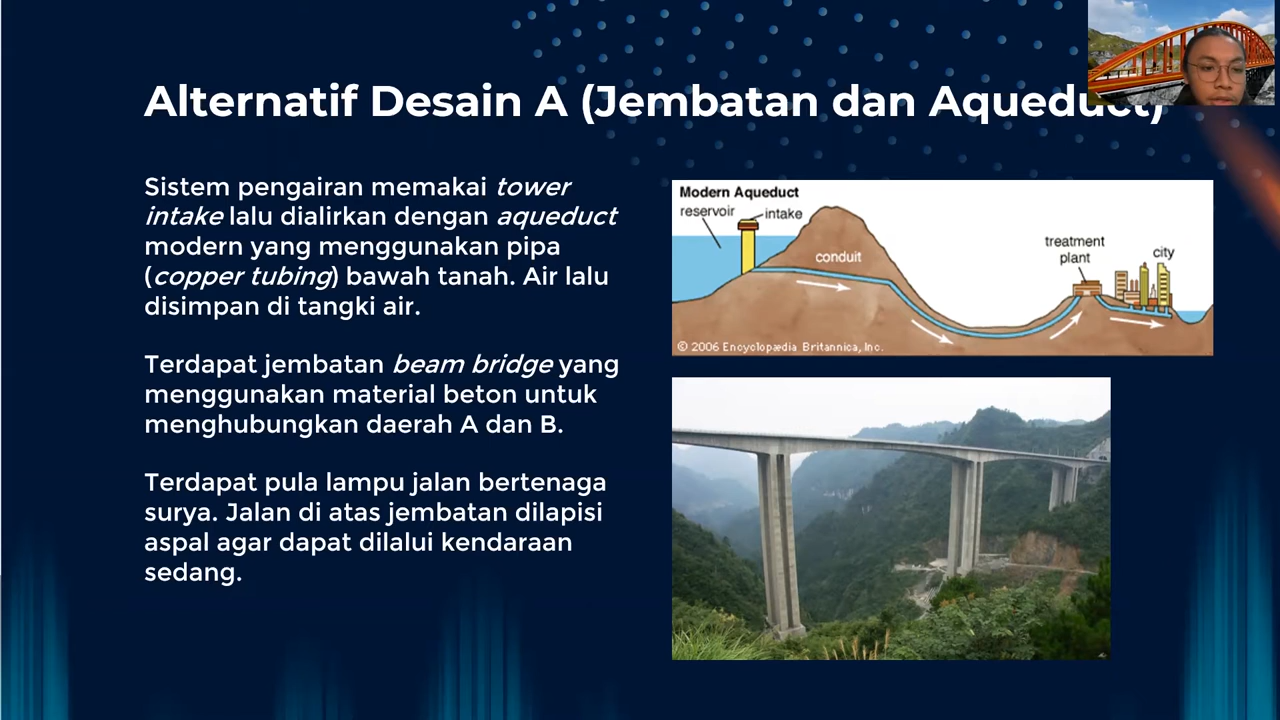 Alternatif Desain A (Jembatan dan Aqueduct)
Sistem pengairan memakai tower
intake lalu dialirkan dengan aqueduct
modern yang menggunakan pipa
(copper tubing) bawah tanah. Air lalu
disimpan di tangki air.
Terdapat jembatan beam bridge yang
menggunakan material beton untuk
menghubungkan daerah A dan B.
Terdapat pula lampu jalan bertenaga
surya. Jalan di atas jembatan dilapisi
aspal agar dapat dilalui kendaraan
sedang.
Modern Aqueduct
reservoir
intake
conduit
treatment
plant
city
© 2006 Encyclopædia Britannica, Inc.